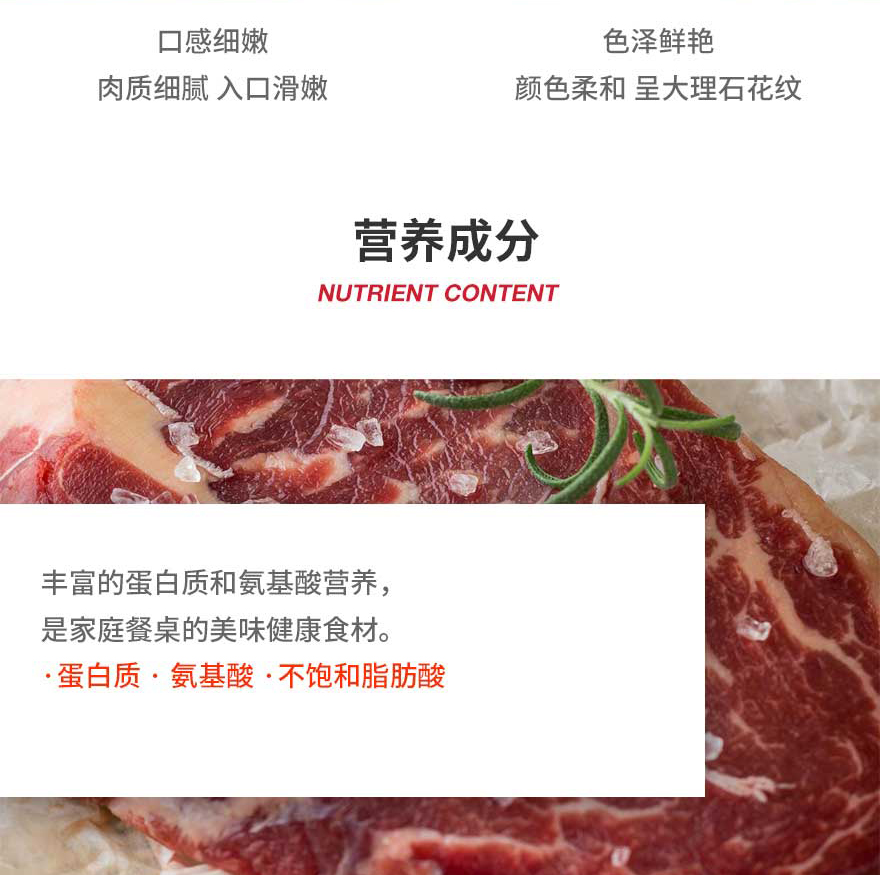 口感细嫩
色泽鲜艳
肉质细腻 入口滑嫩
颜色柔和 呈大理石花纹
营养成分
NUTRIENT CONTENT
丰富的蛋白质和氨基酸营养，
是家庭餐桌的美味健康食材。
·蛋白质 · 氨基酸 ·不饱和脂肪酸